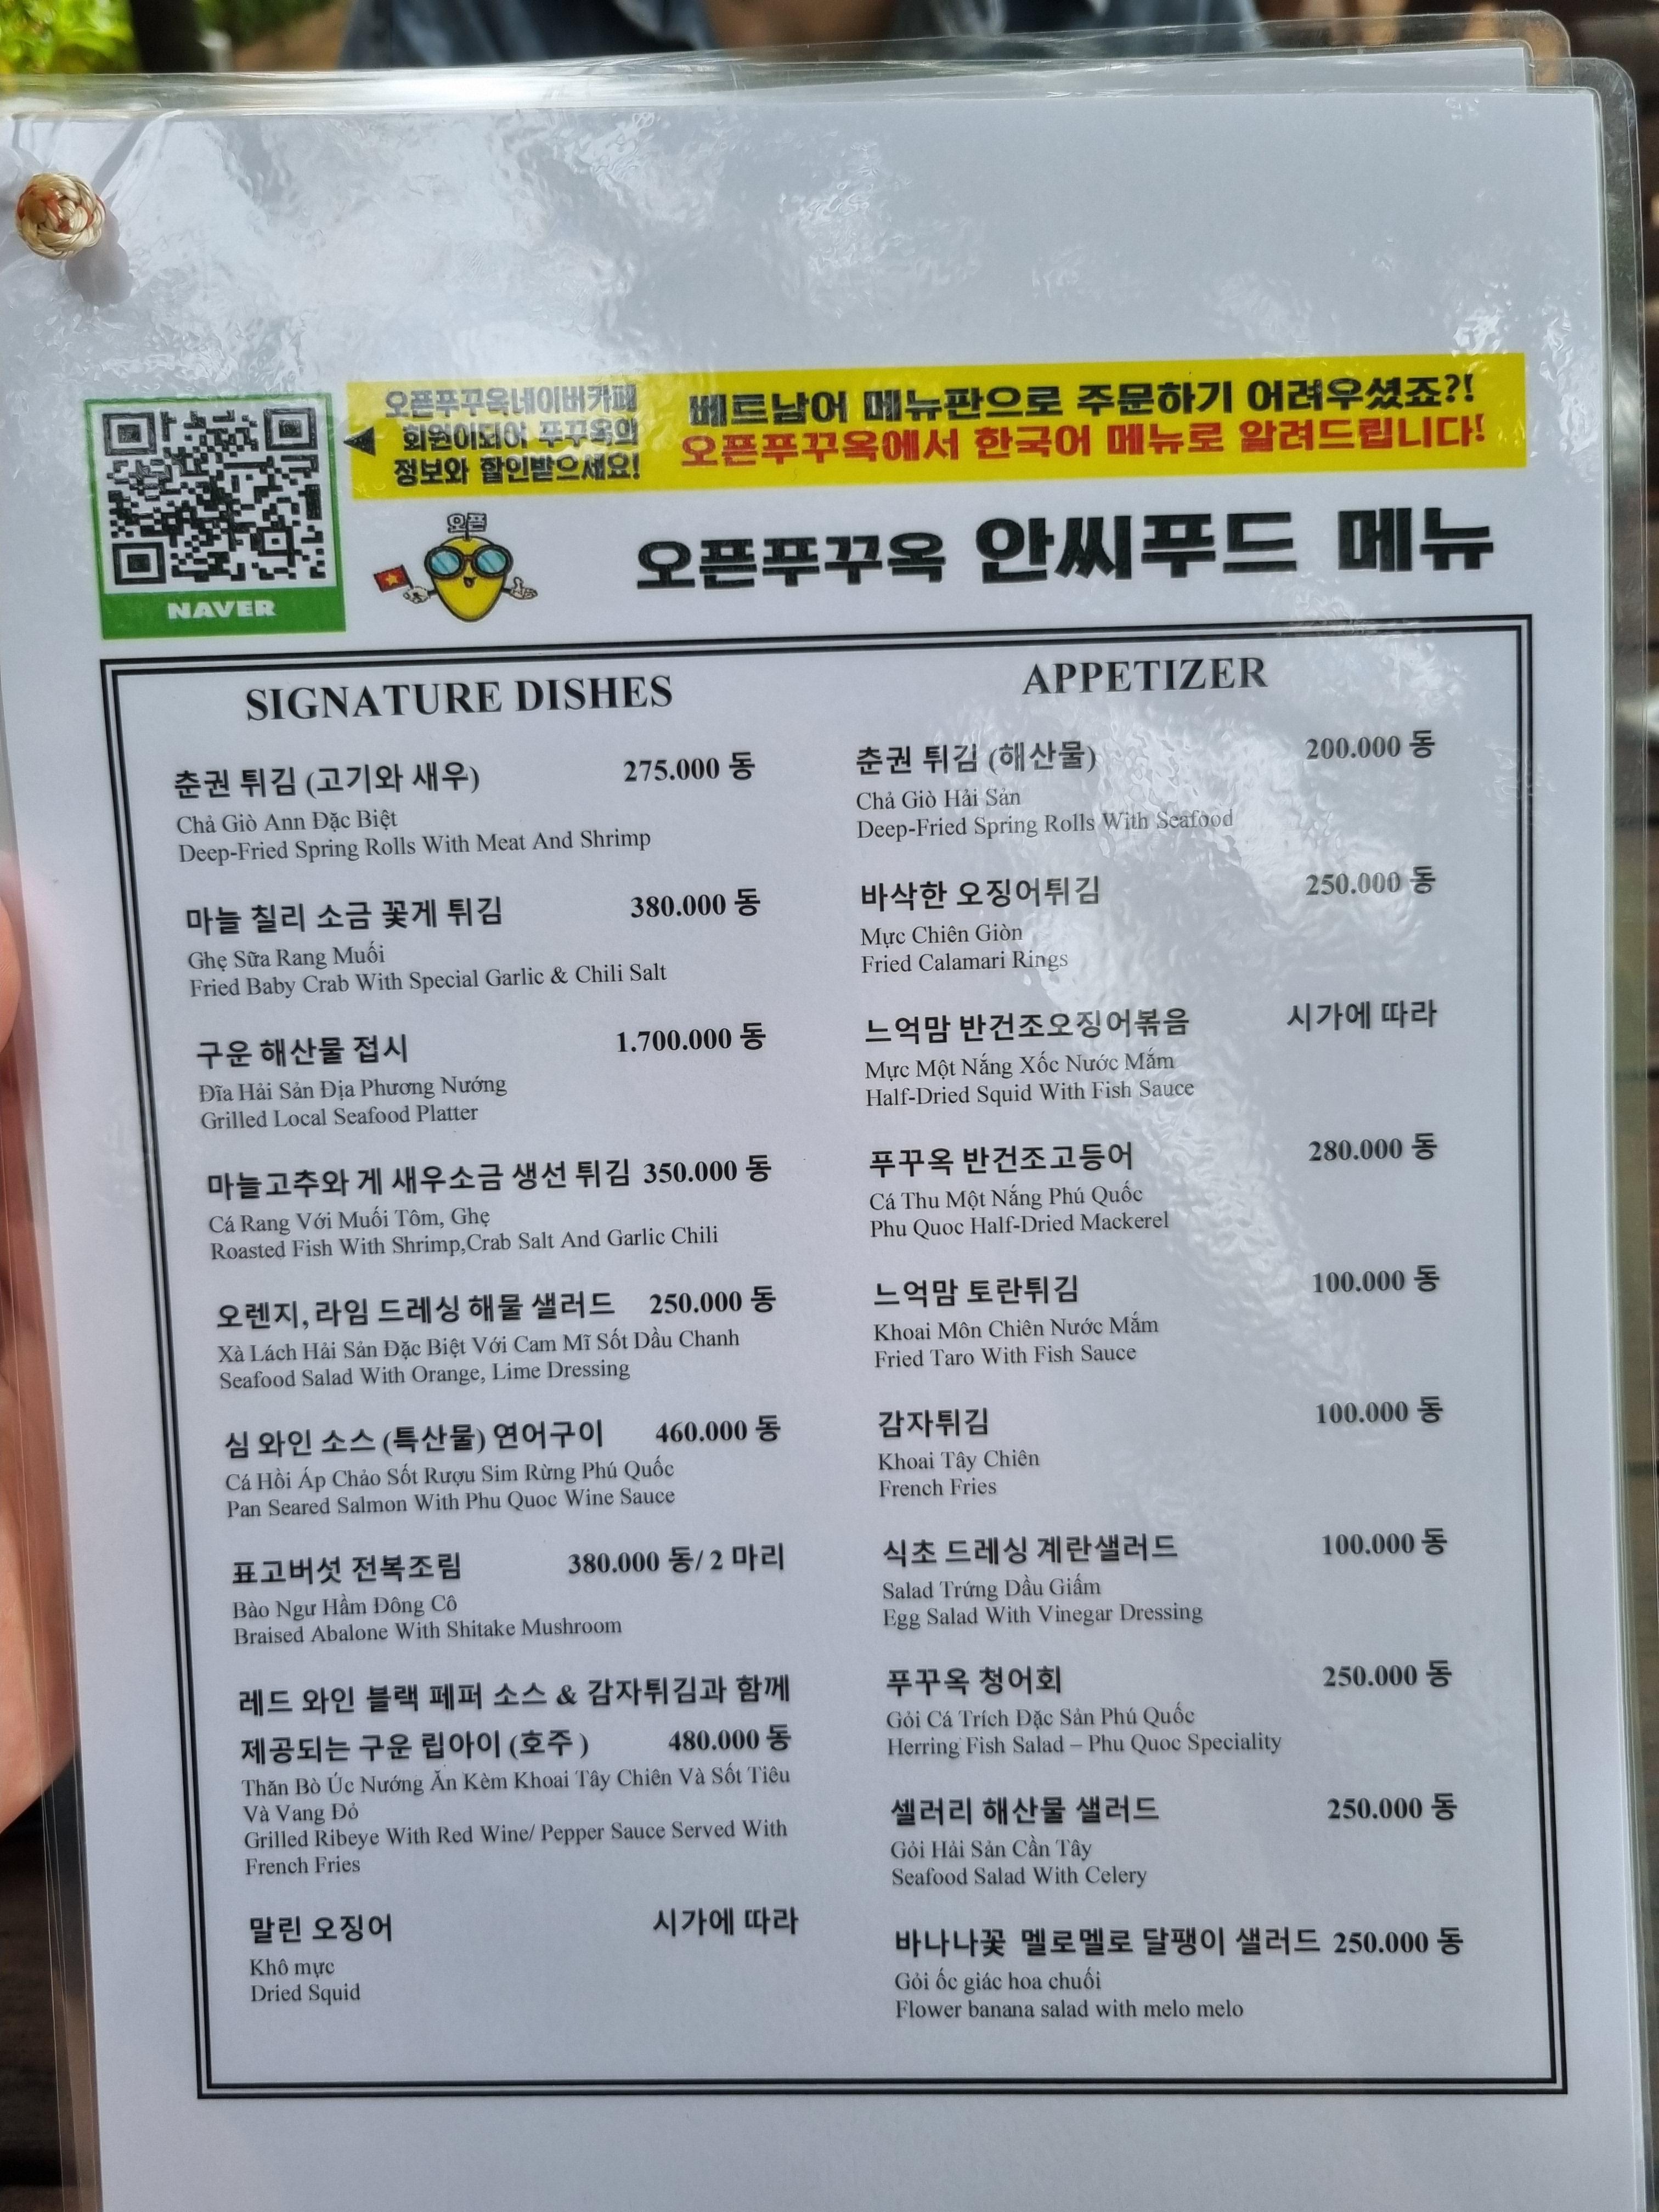 오픈푸꾸옥네이버카페
회원이되어 푸꾸옥의
정보와 할인받으세요!
베트남어 메뉴판으로 주문하기 어려우셨죠?!
오픈푸꾸옥에서 한국어 메뉴로 알려드립니다!
NAVER
오픈
오픈푸꾸옥 안씨푸드 메뉴
SIGNATURE DISHES
춘권 튀김 (고기와 새우) 275.000 동
Chả Giò Ann Đặc Biệt
Deep-Fried Spring Rolls With Meat And Shrimp
마늘 칠리 소금 꽃게 튀김 380.000 동
Ghẹ Sữa Rang Muối
Fried Baby Crab With Special Garlic & Chili Salt
구운 해산물 접시 1.700.000 동
Đĩa Hải Sản Địa Phương Nướng
Grilled Local Seafood Platter
마늘고추와 게 새우소금 생선 튀김 350.000 동
Cá Rang Với Muối Tôm, Ghẹ
Roasted Fish With Shrimp,Crab Salt And Garlic Chili
오렌지, 라임 드레싱 해물 샐러드 250.000 동
Xà Lách Hải Sản Đặc Biệt Với Cam Mĩ Sốt Dầu Chanh
Seafood Salad With Orange, Lime Dressing
심 와인 소스 (특산물) 연어구이 460.000 동
Cá Hồi Áp Chảo Sốt Rượu Sim Rừng Phú Quốc
Pan Seared Salmon With Phu Quoc Wine Sauce
표고버섯 전복조림 380.000 동/ 2 마리
Bào Ngư Hầm Đông Cô
Braised Abalone With Shitake Mushroom
레드 와인 블랙 페퍼 소스 & 감자튀김과 함께
제공되는 구운 립아이 (호주 ) 480.000 동
Thăn Bò Úc Nướng Ăn Kèm Khoai Tây Chiên Và Sốt Tiêu
Và Vang Đỏ
Grilled Ribeye With Red Wine/ Pepper Sauce Served With
French Fries
말린 오징어 시가에 따라
Khô mực
Dried Squid
APPETIZER
춘권 튀김 (해산물) 200.000 동
Chả Giò Hải Sản
Deep-Fried Spring Rolls With Seafood
바삭한 오징어튀김 250.000 동
Mực Chiên Giòn
Fried Calamari Rings
느억맘 반건조오징어볶음 시가에 따라
Mực Một Nắng Xốc Nước Mắm
Half-Dried Squid With Fish Sauce
푸꾸옥 반건조고등어 280.000 동
Cá Thu Một Nắng Phú Quốc
Phu Quoc Half-Dried Mackerel
느억맘 토란튀김 100.000 동
Khoai Môn Chiên Nước Mắm
Fried Taro With Fish Sauce
감자튀김 100.000 동
Khoai Tây Chiên
French Fries
식초 드레싱 계란샐러드 100.000 동
Salad Trứng Dầu Giấm
Egg Salad With Vinegar Dressing
푸꾸옥 청어회 250.000 동
Gỏi Cá Trích Đặc Sản Phú Quốc
Herring Fish Salad – Phu Quoc Speciality
셀러리 해산물 샐러드 250.000 동
Gỏi Hải Sản Cần Tây
Seafood Salad With Celery
바나나꽃 멜로멜로 달팽이 샐러드 250.000 동
Gỏi ốc giác hoa chuối
Flower banana salad with melo melo